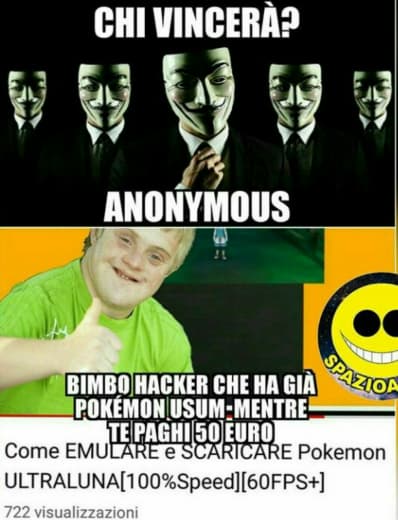 CHI VINCERÀ?
ANONYMOUS
SPAZIOA
BIMBO HACKER CHE HA GIÀ
POKÉMON USUM-MENTRE
TE PAGHI 50 EURO
Come EMULARE e SCARICARE Pokemon
ULTRALUNA[100%Speed][60FPS+]
722 visualizzazioni